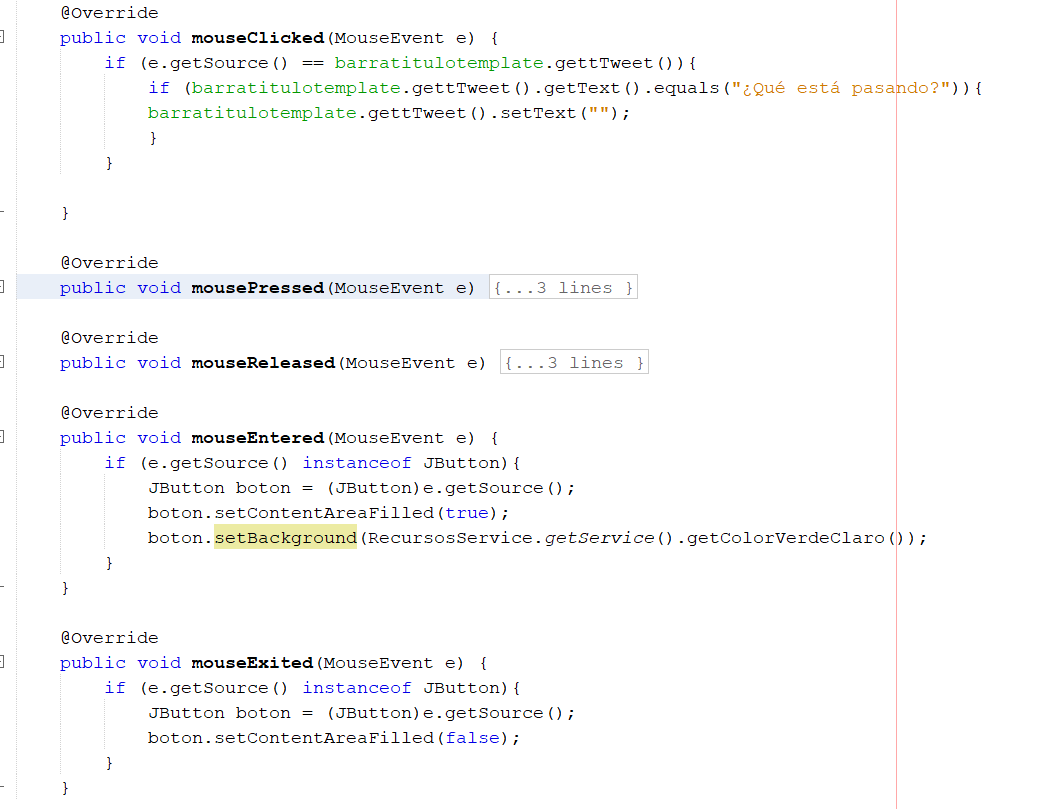 @Override
public void mouseClicked(MouseEvent e) {
if (e.getSource() == barratitulotemplate.gettTweet()){
if (barratitulotemplate.gettTweet().getText().equals("¿Qué está pasando?")){
barratitulotemplate.gettTweet().setText("");
}
}
}
@Override
public void mousePressed(MouseEvent e) {...3 lines }
@Override
public void mouseReleased(MouseEvent e) {...3 lines }
@Override
public void mouseEntered(MouseEvent e) {
if (e.getSource() instanceof JButton){
JButton boton = (JButton)e.getSource();
boton.setContentAreaFilled(true);
boton.setBackground(RecursosService.getService().getColorVerdeClaro());
}
}
@Override
public void mouseExited(MouseEvent e) {
if (e.getSource() instanceof JButton){
JButton boton = (JButton)e.getSource();
boton.setContentAreaFilled(false);
}
}